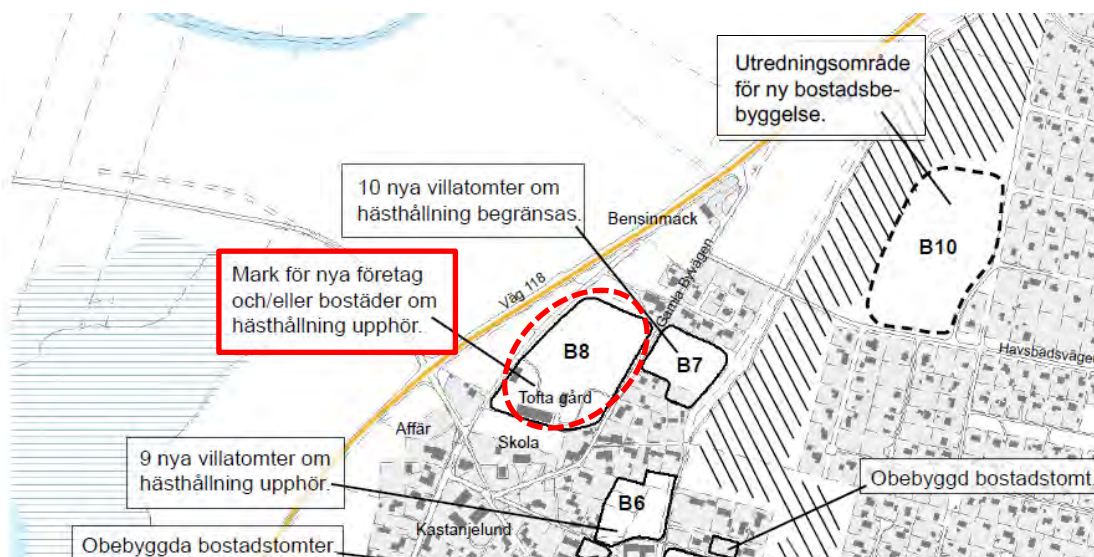 Utredningsområde
för ny bostadsbe-
byggelse.
10 nya villatomter om
hästhållning begränsas.
Bensinmack
B10
Mark för nya företag
och/eller bostäder om
hästhållning upphör.
Väg 118
Gamla Byvägen
B8
B7
Havsbadsvägen
Tofta gård
Affär
Skola
9 nya villatomter om
hästhållning upphör.
Obebyggd bostadstomt.
B6
Kastanjelund
Obebyggda bostadstomter